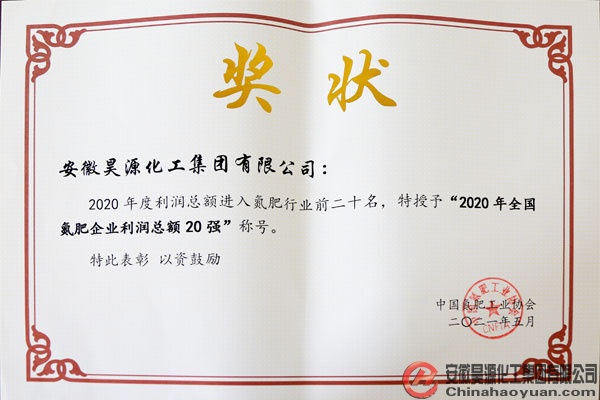 奖状
安徽昊源化工集团有限公司：
2020年度利润总额进入氮肥行业前二十名，特授予“2020年全国
氮肥企业利润总额20强”称号。
特此表彰 以资鼓励
中国氮肥工业协会
二〇二一年五月
CNFIA
安徽昊源化工集团有限公司
Chinahaoyuan.com